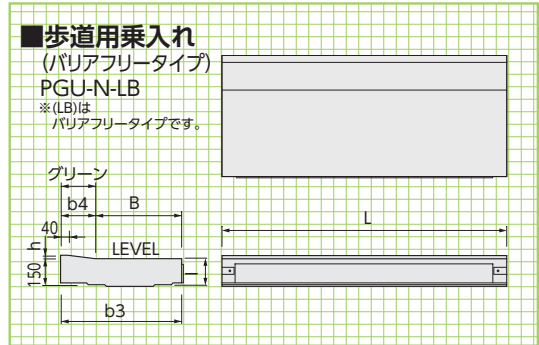 ■歩道用乗入れ
(バリアフリータイプ)
PGU-N-LB
※(LB)は
バリアフリータイプです。
グリーン
b4
B
40
h
LEVEL
150
I
b3
L